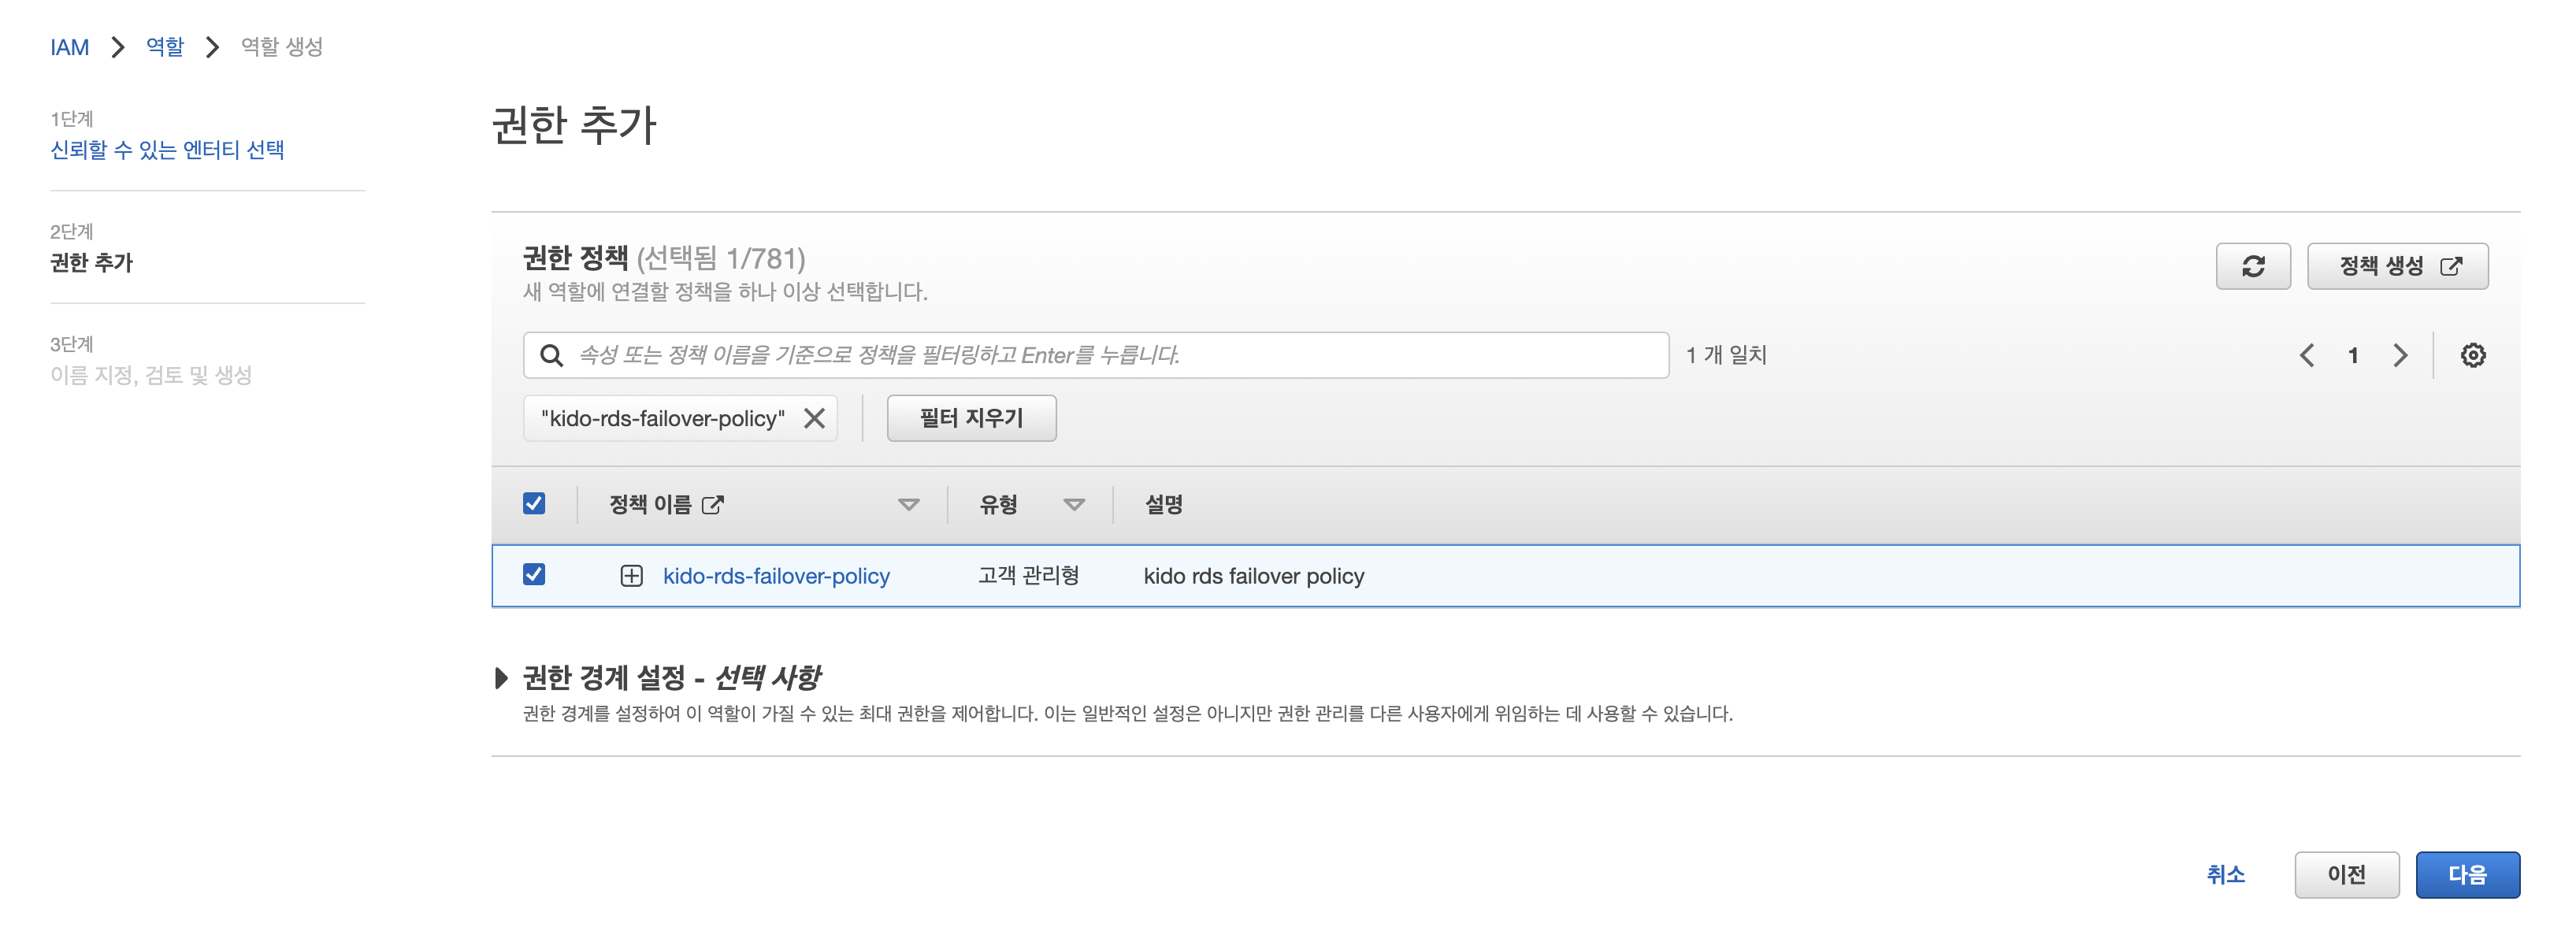 IAM > 역할 > 역할 생성
1단계
신뢰할 수 있는 엔터티 선택
2단계
권한 추가
3단계
이름 지정, 검토 및 생성
권한 추가
권한 정책 (선택됨 1/781)
새 역할에 연결할 정책을 하나 이상 선택합니다.
정책 생성
속성 또는 정책 이름을 기준으로 정책을 필터링하고 Enter를 누릅니다.
1 개 일치
1
"kido-rds-failover-policy"
필터 지우기
정책 이름 유형 설명
kido-rds-failover-policy 고객 관리형 kido rds failover policy
권한 경계 설정 - 선택 사항
권한 경계를 설정하여 이 역할이 가질 수 있는 최대 권한을 제어합니다. 이는 일반적인 설정은 아니지만 권한 관리를 다른 사용자에게 위임하는 데 사용할 수 있습니다.
취소 이전 다음